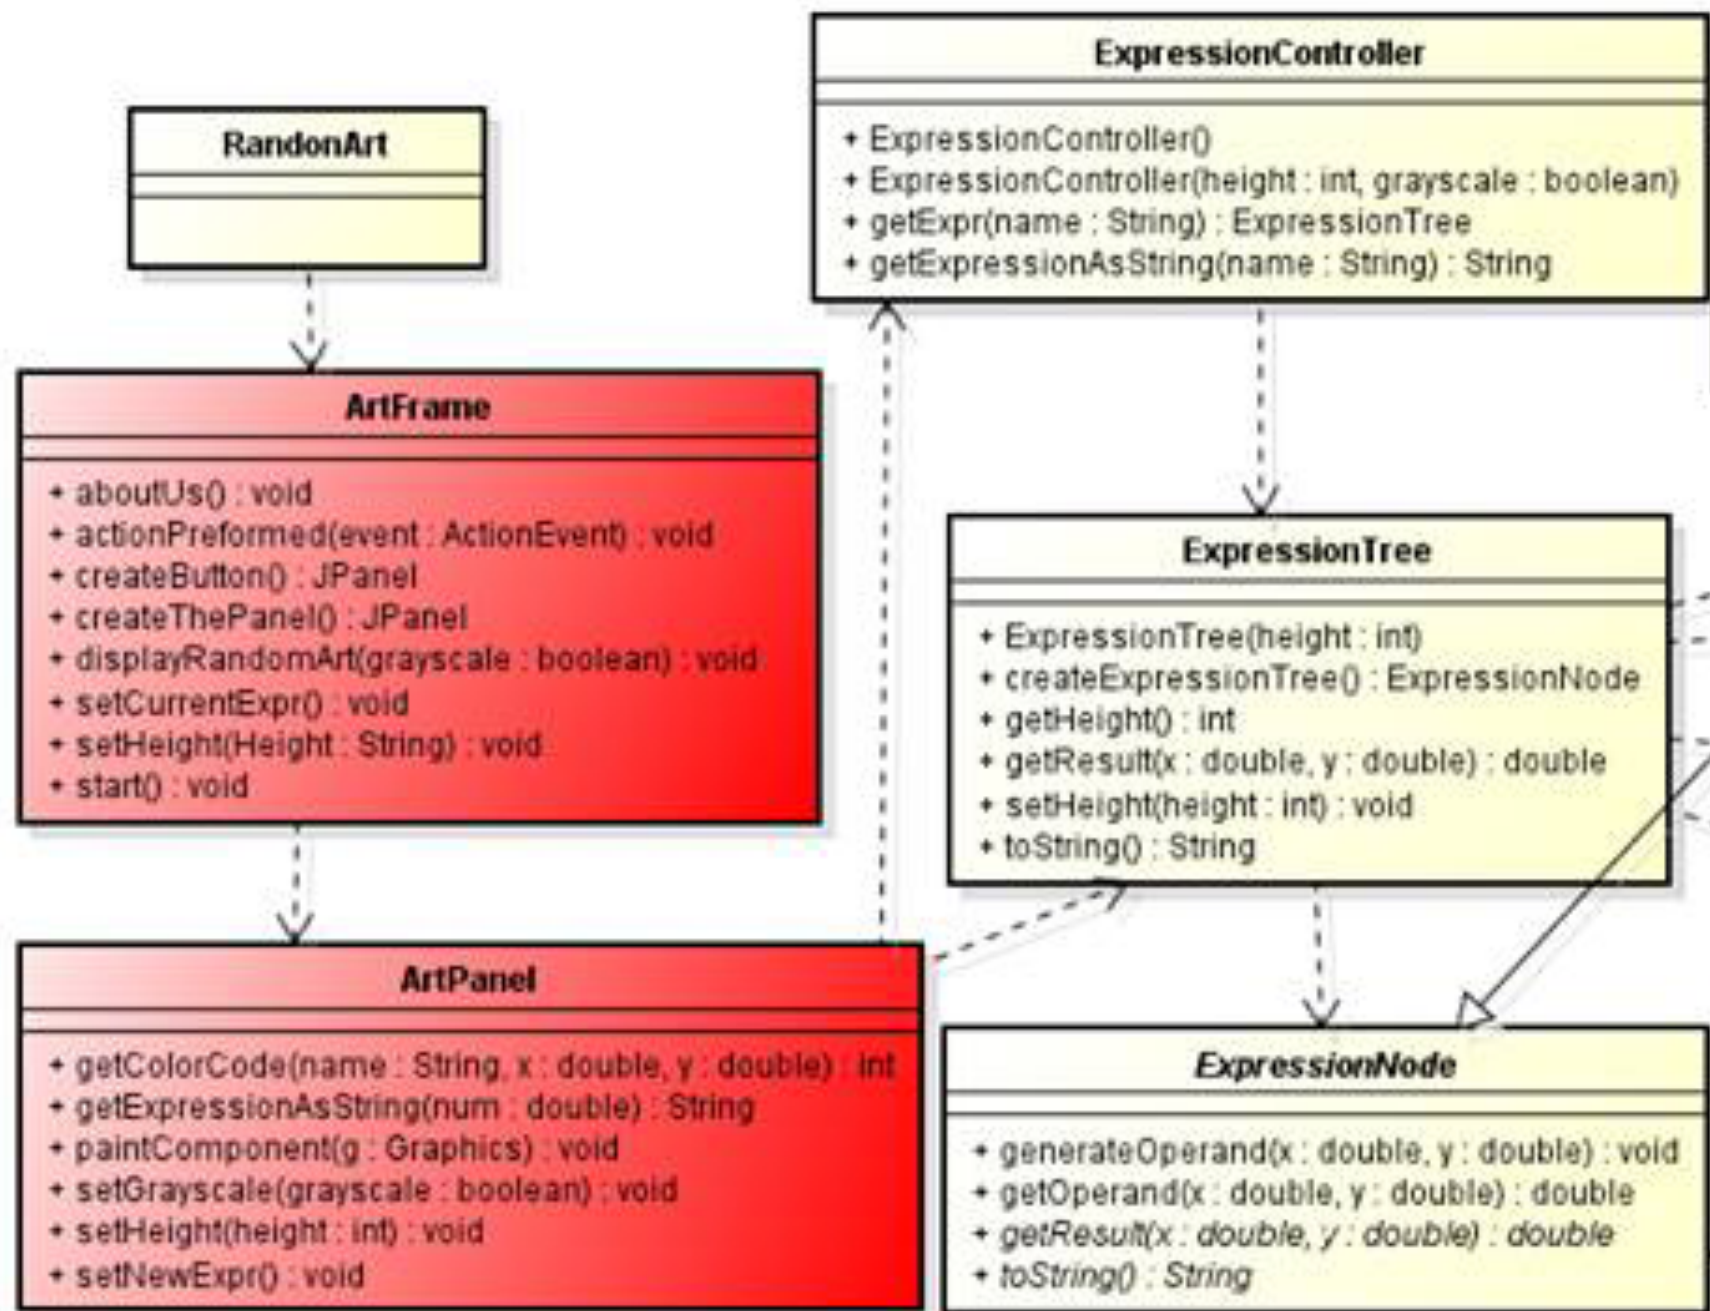 RandonArt
ArtFrame
+ aboutUs() : void
+ actionPreformed(event : ActionEvent) : void
+ createButton() : JPanel
+ createThePanel() : JPanel
+ displayRandomArt(grayscale : boolean) : void
+ setCurrentExpr() : void
+ setHeight(Height : String) : void
+ start() : void
ArtPanel
+ getColorCode(name : String, x : double, y : double) : int
+ getExpressionAsString(num : double) : String
+ paintComponent(g : Graphics) : void
+ setGrayscale(grayscale : boolean) : void
+ setHeight(height : int) : void
+ setNewExpr() : void
ExpressionController
+ ExpressionController()
+ ExpressionController(height : int, grayscale : boolean)
+ getExpr(name : String) : ExpressionTree
+ getExpressionAsString(name : String) : String
ExpressionTree
+ ExpressionTree(height : int)
+ createExpressionTree() : ExpressionNode
+ getHeight() : int
+ getResult(x : double, y : double) : double
+ setHeight(height : int) : void
+ toString() : String
ExpressionNode
+ generateOperand(x : double, y : double) : void
+ getOperand(x : double, y : double) : double
+ getResult(x : double, y : double) : double
+ toString() : String